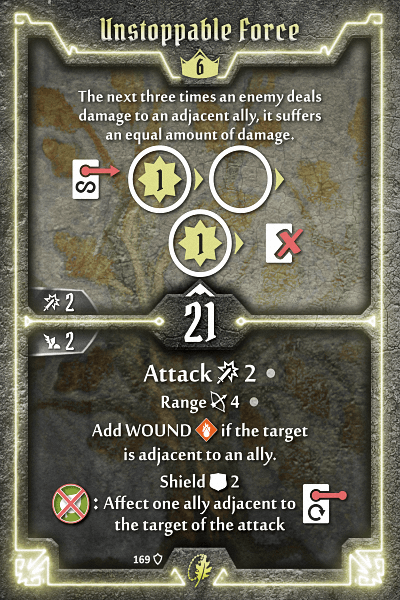 Unstoppable Force
6
The next three times an enemy deals
damage to an adjacent ally, it suffers
an equal amount of damage.
1
1
2
21
2
Attack 2
Range 4
Add WOUND if the target
is adjacent to an ally.
Shield 2
: Affect one ally adjacent to
the target of the attack
169